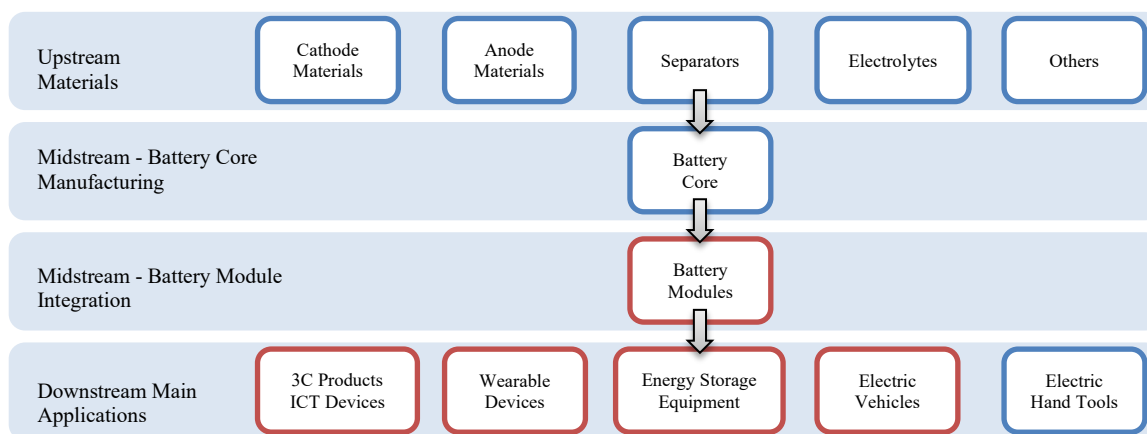 Upstream
Materials
Cathode
Materials
Anode
Materials
Separators
Electrolytes
Others
Midstream - Battery Core
Manufacturing
Battery
Core
Midstream - Battery Module
Integration
Battery
Modules
Downstream Main
Applications
3C Products
ICT Devices
Wearable
Devices
Energy Storage
Equipment
Electric
Vehicles
Electric
Hand Tools